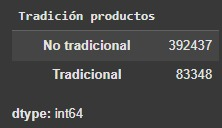 Tradición productos
No tradicional 392437
Tradicional 83348
dtype: int64